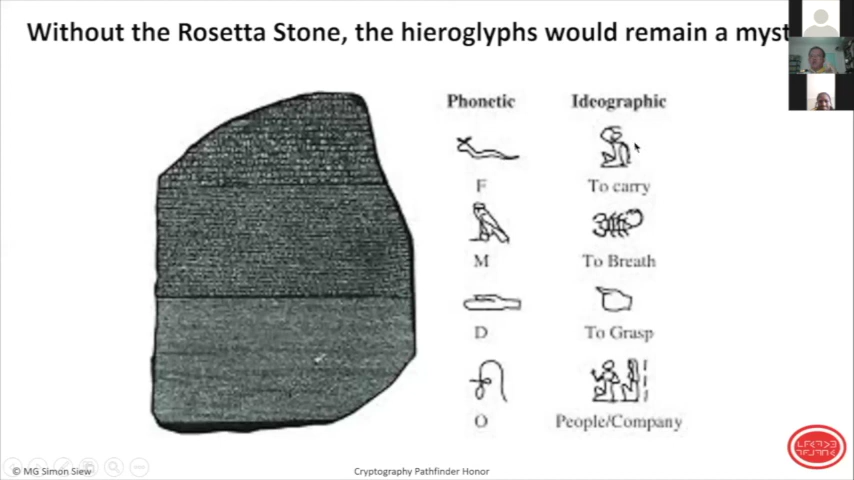 Without the Rosetta Stone, the hieroglyphs would remain a myst
Phonetic Ideographic
F To carry
M To Breath
D To Grasp
O People/Company
© MG Simon Siew Cryptography Pathfinder Honor